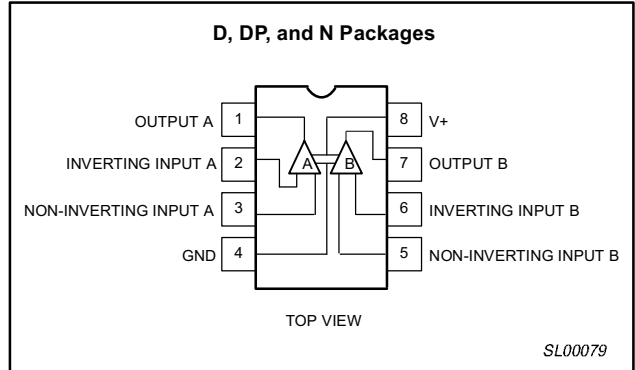 D, DP, and N Packages
OUTPUT A 1
8 V+
INVERTING INPUT A 2
A
B
7 OUTPUT B
NON-INVERTING INPUT A 3
6 INVERTING INPUT B
GND 4
5 NON-INVERTING INPUT B
TOP VIEW
SL00079